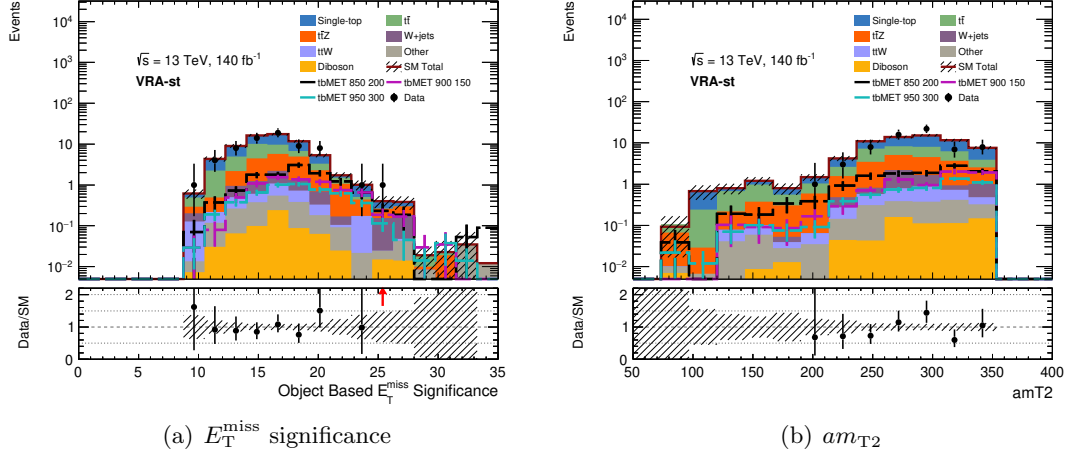 Events
10⁴
10³
10²
10
1
10⁻¹
10⁻²
√s = 13 TeV, 140 fb⁻¹
VRA-st
Single-top
tt̄
tt̄Z
W+jets
ttW
Other
Diboson
SM Total
tbMET 850 200
tbMET 900 150
tbMET 950 300
Data
Data/SM
2
1
0
0 5 10 15 20 25 30 35
Object Based E_T^miss Significance
(a) E_T^miss significance
Events
10⁴
10³
10²
10
1
10⁻¹
10⁻²
√s = 13 TeV, 140 fb⁻¹
VRA-st
Single-top
tt̄
tt̄Z
W+jets
ttW
Other
Diboson
SM Total
tbMET 850 200
tbMET 900 150
tbMET 950 300
Data
Data/SM
2
1
0
50 100 150 200 250 300 350 400
amT2
(b) am_T2